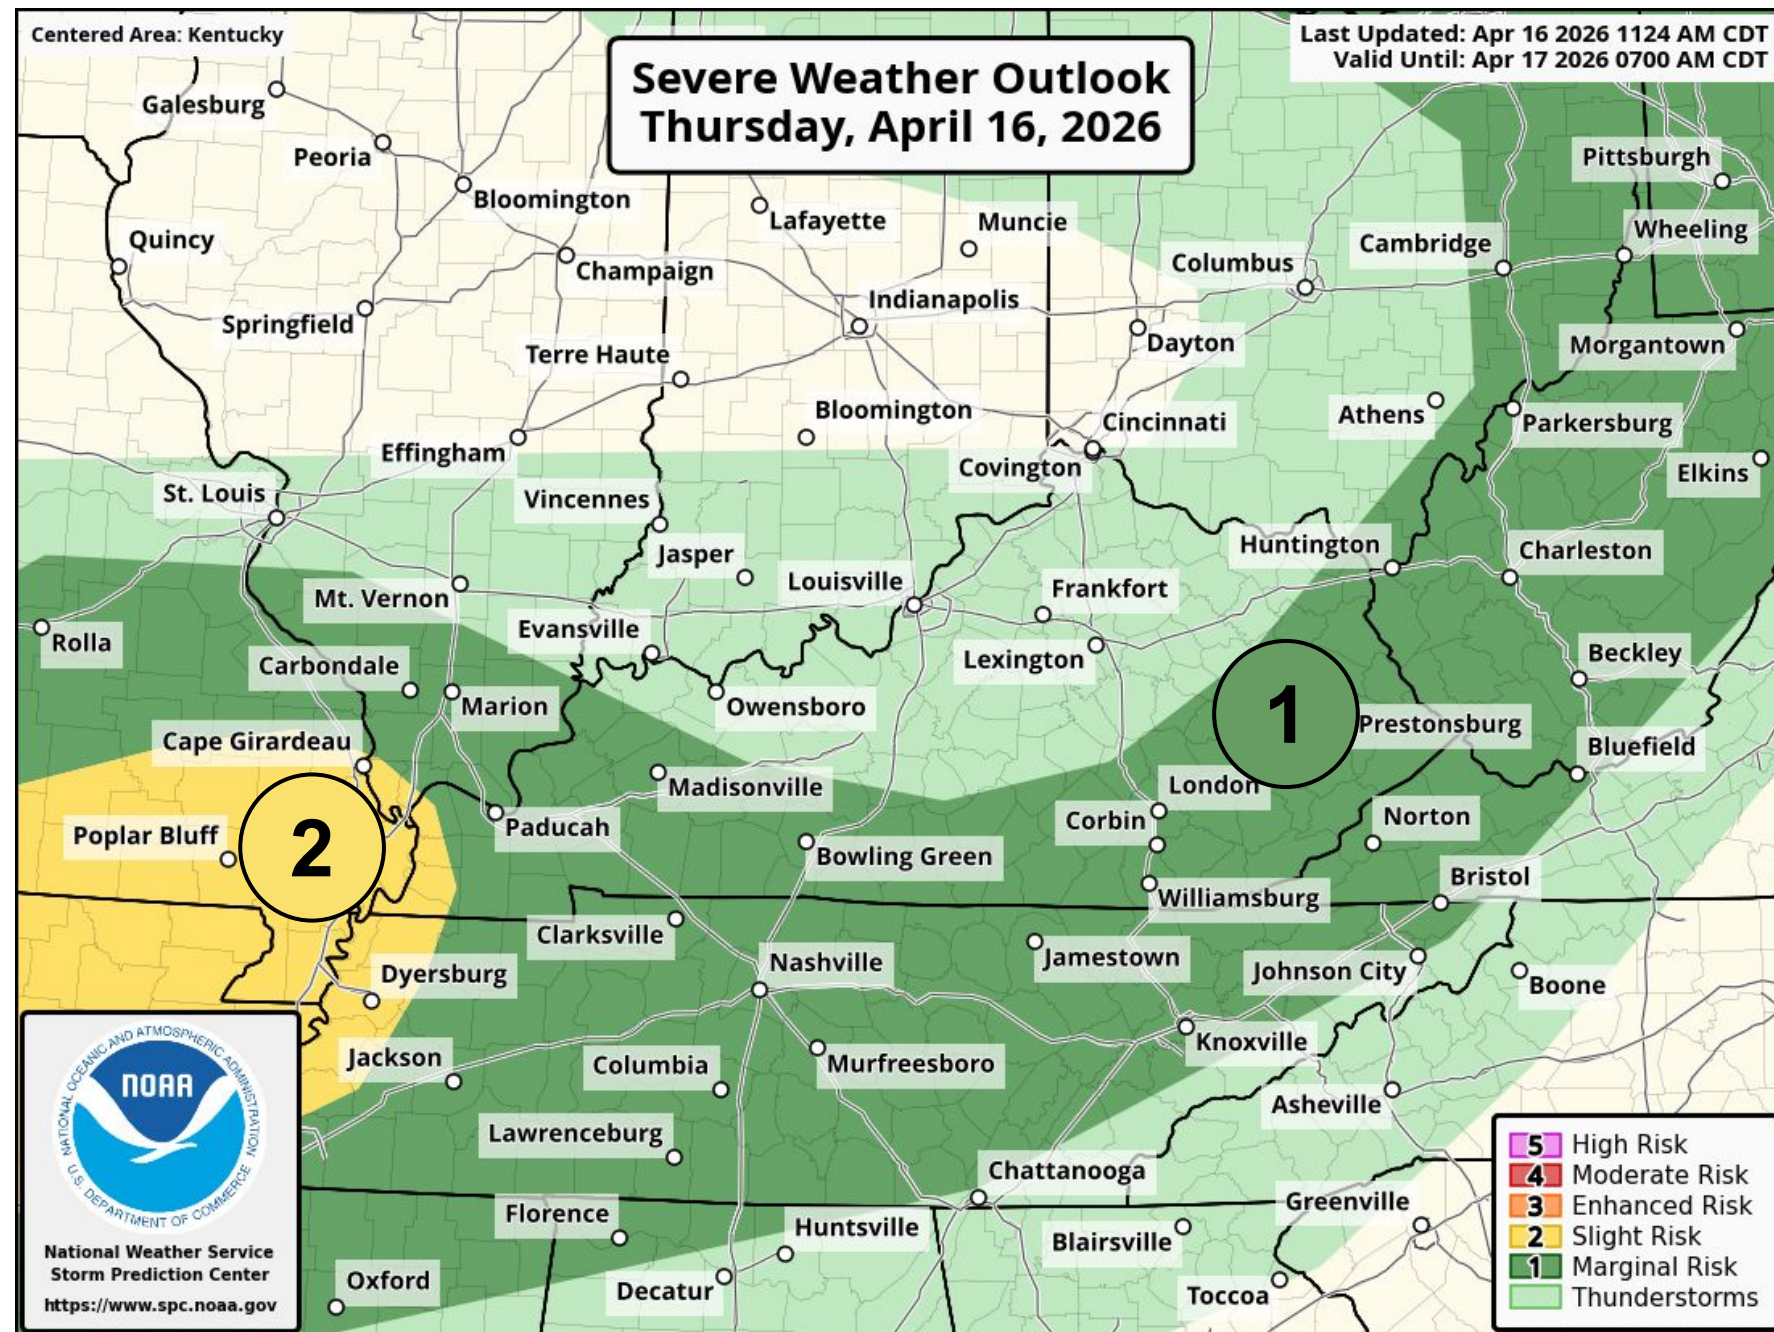 Centered Area: Kentucky
Last Updated: Apr 16 2026 1124 AM CDT
Valid Until: Apr 17 2026 0700 AM CDT
Severe Weather Outlook
Thursday, April 16, 2026
Galesburg
Peoria
Bloomington
Pittsburgh
Quincy
Lafayette
Muncie
Wheeling
Champaign
Columbus
Cambridge
Springfield
Indianapolis
Terre Haute
Dayton
Morgantown
Bloomington
Cincinnati
Athens
Parkersburg
Effingham
Covington
Elkins
St. Louis
Vincennes
Jasper
Louisville
Huntington
Charleston
Mt. Vernon
Frankfort
Rolla
Evansville
Lexington
Beckley
Carbondale
Marion
Owensboro
1
Prestonsburg
Cape Girardeau
Bluefield
Madisonville
London
Poplar Bluff
2
Paducah
Corbin
Norton
Bowling Green
Bristol
Williamsburg
Clarksville
Nashville
Jamestown
Johnson City
Dyersburg
Boone
Jackson
Columbia
Murfreesboro
Knoxville
Asheville
Lawrenceburg
Chattanooga
Florence
Huntsville
Greenville
Blairsville
Oxford
Decatur
Toccoa
NATIONAL OCEANIC AND ATMOSPHERIC ADMINISTRATION
NOAA
U.S. DEPARTMENT OF COMMERCE
National Weather Service
Storm Prediction Center
https://www.spc.noaa.gov
5 High Risk
4 Moderate Risk
3 Enhanced Risk
2 Slight Risk
1 Marginal Risk
Thunderstorms